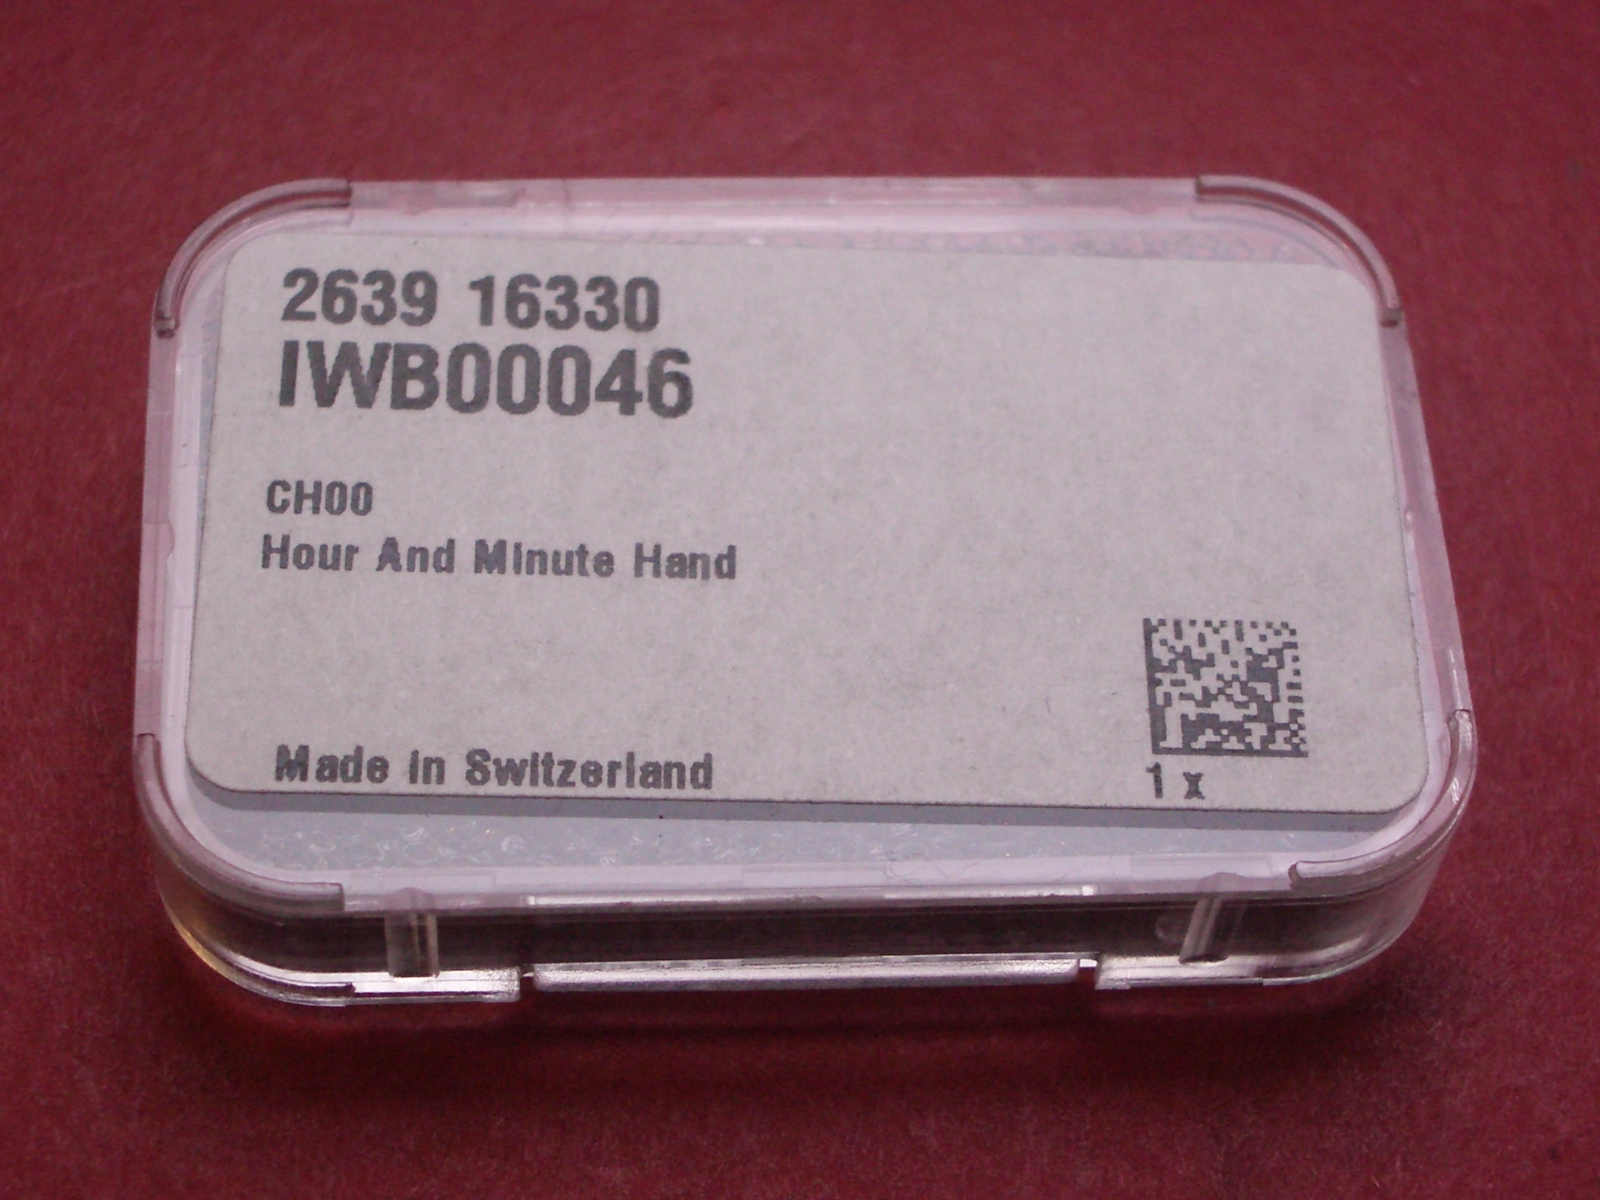 2639 16330
IWB00046
CH00
Hour And Minute Hand
Made in Switzerland
1 x